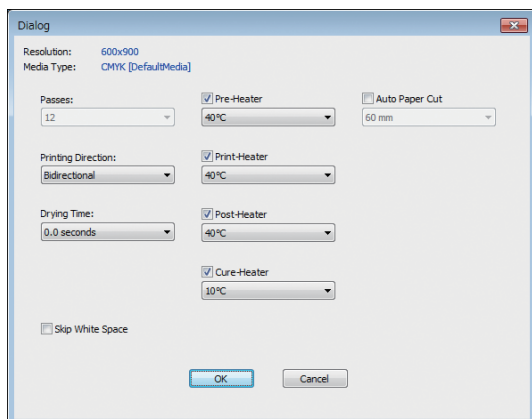 Dialog
Resolution: 600x900
Media Type: CMYK [DefaultMedia]
Passes:
12
Pre-Heater
40°C
Auto Paper Cut
60 mm
Printing Direction:
Bidirectional
Print-Heater
40°C
Drying Time:
0.0 seconds
Post-Heater
40°C
Cure-Heater
10°C
Skip White Space
OK
Cancel